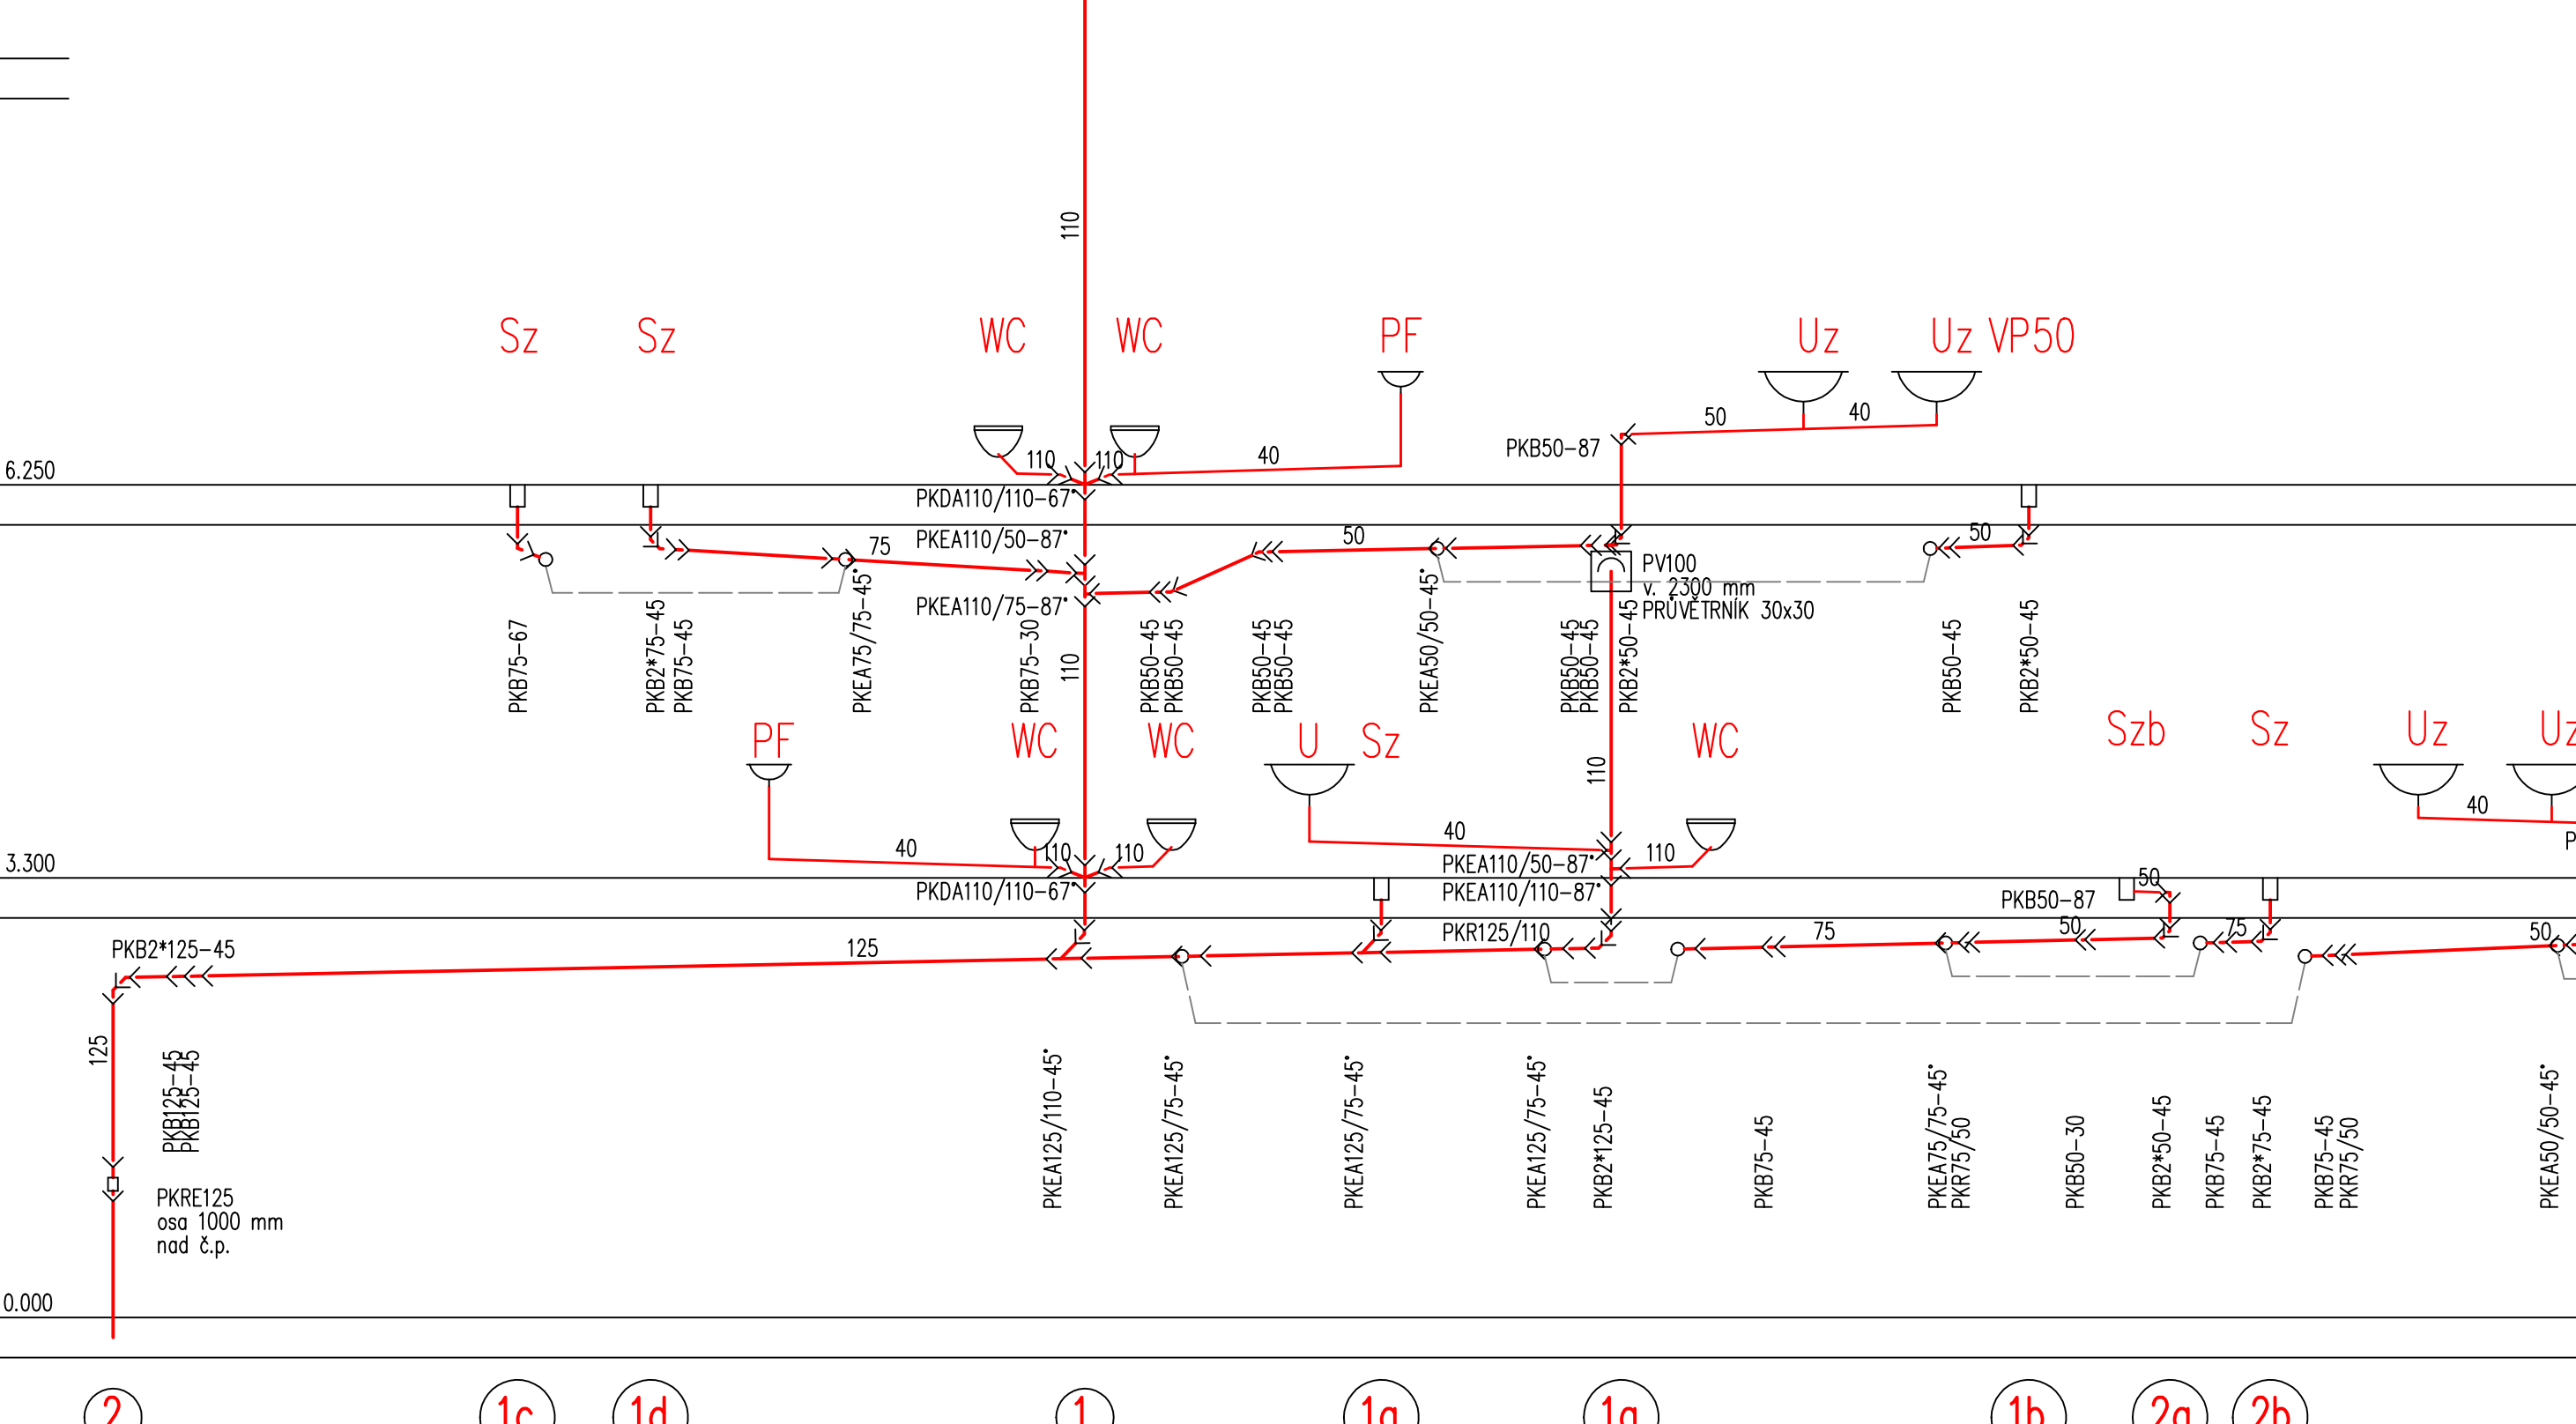 110
Sz
Sz
WC
WC
PF
Uz
Uz
VP50
50
40
PKB50-87
40
110
110
6.250
PKDA110/110-67°
PKEA110/50-87°
75
50
50
PV100
v. 2300 mm
PRŮVĚTRNÍK 30x30
PKEA110/75-87°
PKB75-67
PKB2*75-45
PKB75-45
PKEA75/75-45°
PKB75-30
110
PKB50-45
PKB50-45
PKB50-45
PKB50-45
PKEA50/50-45°
PKB50-45
PKB50-45
PKB2*50-45
PKB50-45
PKB2*50-45
PF
WC
WC
U
Sz
WC
Szb
Sz
Uz
Uz
110
40
40
40
110
110
110
3.300
PKEA110/50-87°
PKDA110/110-67°
PKEA110/110-87°
PKB50-87
50
PKR125/110
PKB2*125-45
125
75
50
75
50
125
PKB125-45
PKB125-45
PKEA125/110-45°
PKEA125/75-45°
PKEA125/75-45°
PKEA125/75-45°
PKB2*125-45
PKB75-45
PKEA75/75-45°
PKR75/50
PKB50-30
PKB2*50-45
PKB75-45
PKB2*75-45
PKB75-45
PKR75/50
PKEA50/50-45°
PKRE125
osa 1000 mm
nad č.p.
0.000
2
1c
1d
1
1a
1a
1b
2a
2b